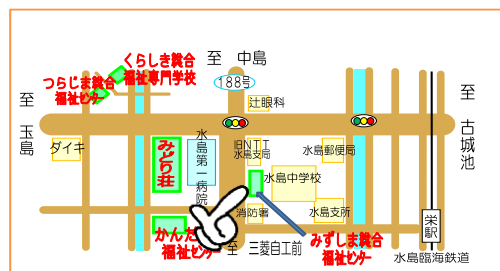 至　中島
188号
くらしき総合
福祉専門学校
つらじま総合
福祉センター
辻眼科
至　玉島
至　古城池
ダイキ
みどり荘
水島第一病院
旧NTT
水島支局
水島郵便局
水島中学校
消防署
水島支所
栄駅
かんだ
福祉センター
至　三菱自工前
みずしま総合
福祉センター
水島臨海鉄道